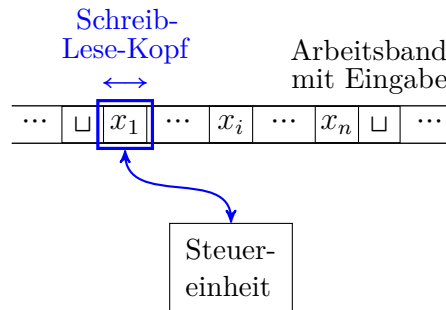 Schreib-
Lese-Kopf
Arbeitsband
mit Eingabe
... ⊔ x₁ ... xᵢ ... xₙ ⊔ ...
Steuer-
einheit